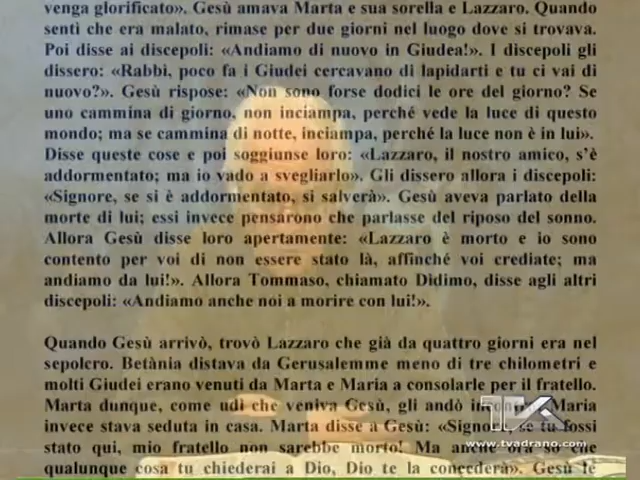 venga glorificato». Gesù amava Marta e sua sorella e Lazzaro. Quando
sentì che era malato, rimase per due giorni nel luogo dove si trovava.
Poi disse ai discepoli: «Andiamo di nuovo in Giudea!». I discepoli gli
dissero: «Rabbì, poco fa i Giudei cercavano di lapidarti e tu ci vai di
nuovo?». Gesù rispose: «Non sono forse dodici le ore del giorno? Se
uno cammina di giorno, non inciampa, perché vede la luce di questo
mondo; ma se cammina di notte, inciampa, perché la luce non è in lui».
Disse queste cose e poi soggiunse loro: «Lazzaro, il nostro amico, s'è
addormentato; ma io vado a svegliarlo». Gli dissero allora i discepoli:
«Signore, se si è addormentato, si salverà». Gesù aveva parlato della
morte di lui; essi invece pensarono che parlasse del riposo del sonno.
Allora Gesù disse loro apertamente: «Lazzaro è morto e io sono
contento per voi di non essere stato là, affinché voi crediate; ma
andiamo da lui!». Allora Tommaso, chiamato Dìdimo, disse agli altri
discepoli: «Andiamo anche noi a morire con lui!».
Quando Gesù arrivò, trovò Lazzaro che già da quattro giorni era nel
sepolcro. Betània distava da Gerusalemme meno di tre chilometri e
molti Giudei erano venuti da Marta e Maria a consolarle per il fratello.
Marta dunque, come udì che veniva Gesù, gli andò incontro; Maria
invece stava seduta in casa. Marta disse a Gesù: «Signore, se tu fossi
stato qui, mio fratello non sarebbe morto! Ma anche ora so che
qualunque cosa tu chiederai a Dio, Dio te la concederà». Gesù le
TVA
www.tvadrano.com